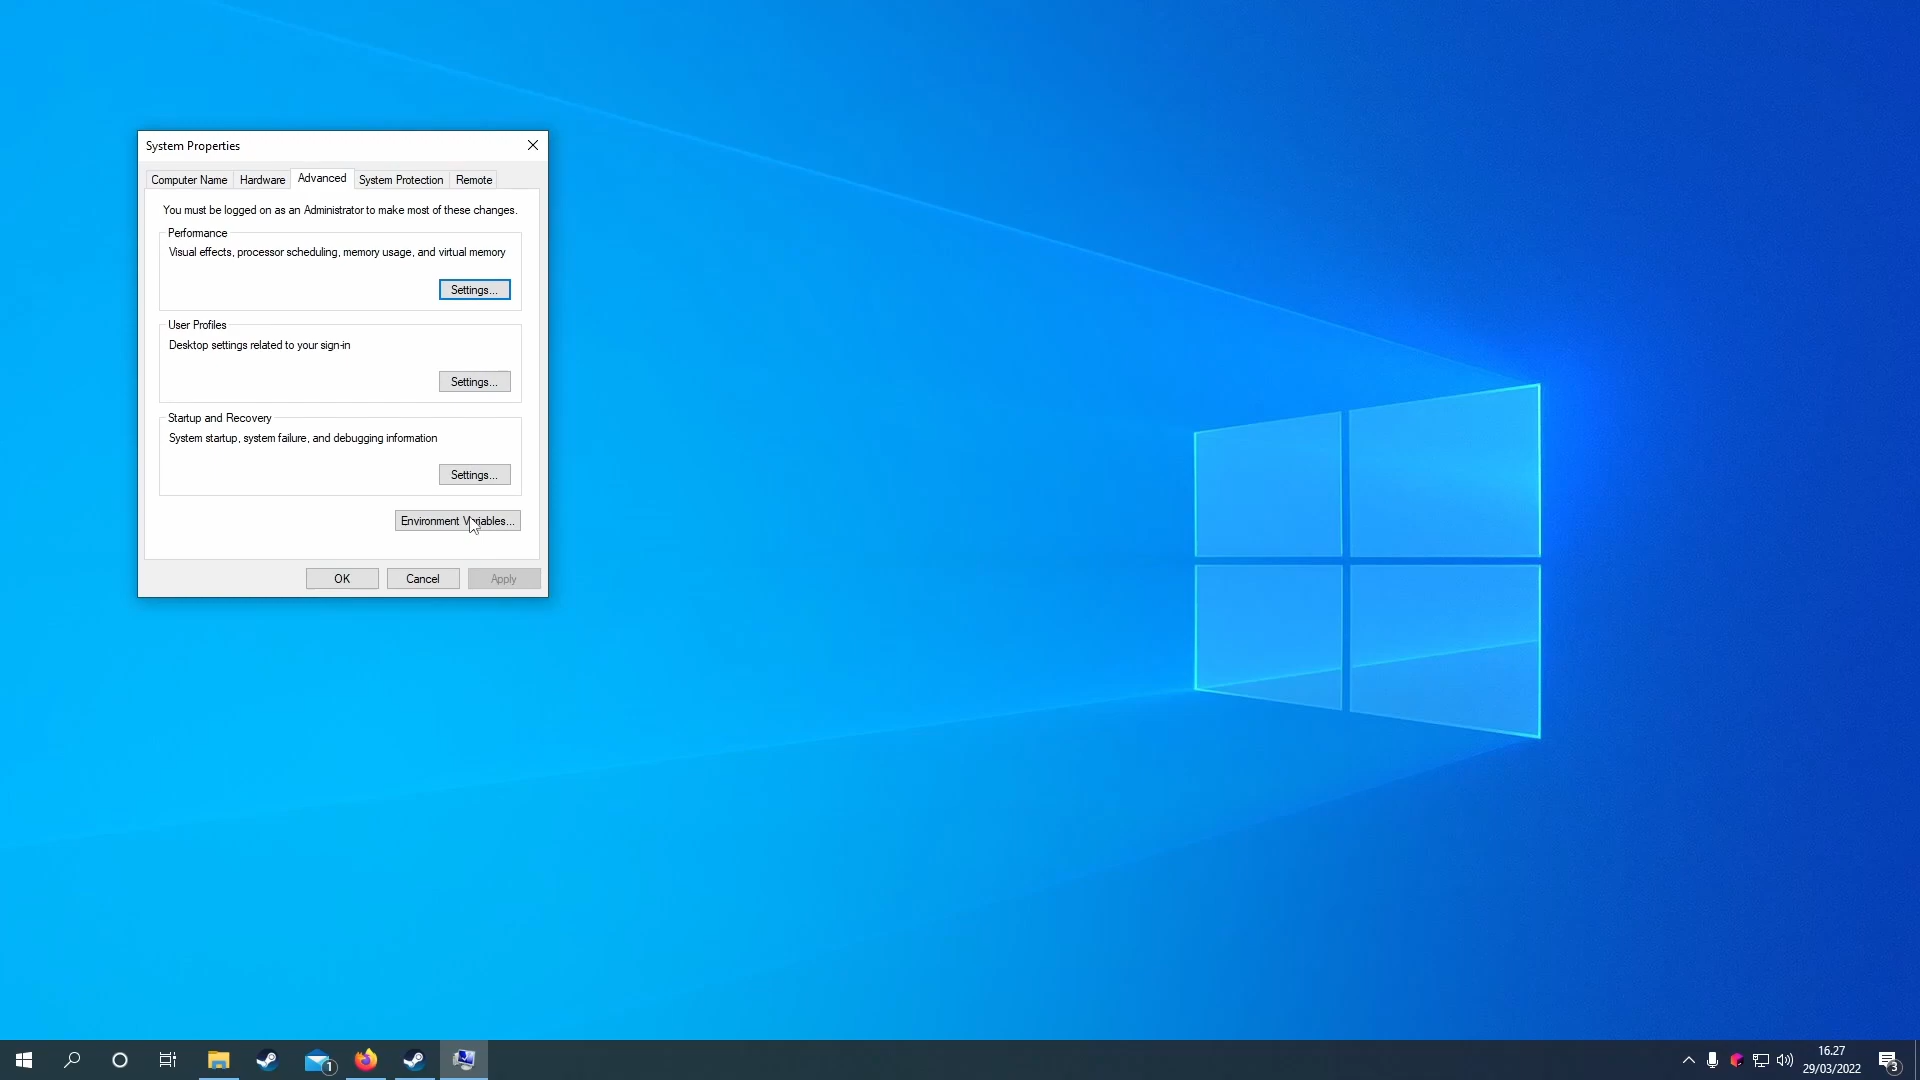 System Properties
Computer Name Hardware Advanced System Protection Remote
You must be logged on as an Administrator to make most of these changes.
Performance
Visual effects, processor scheduling, memory usage, and virtual memory
Settings...
User Profiles
Desktop settings related to your sign-in
Settings...
Startup and Recovery
System startup, system failure, and debugging information
Settings...
Environment Variables...
OK Cancel Apply
1
16.27
29/03/2022
3